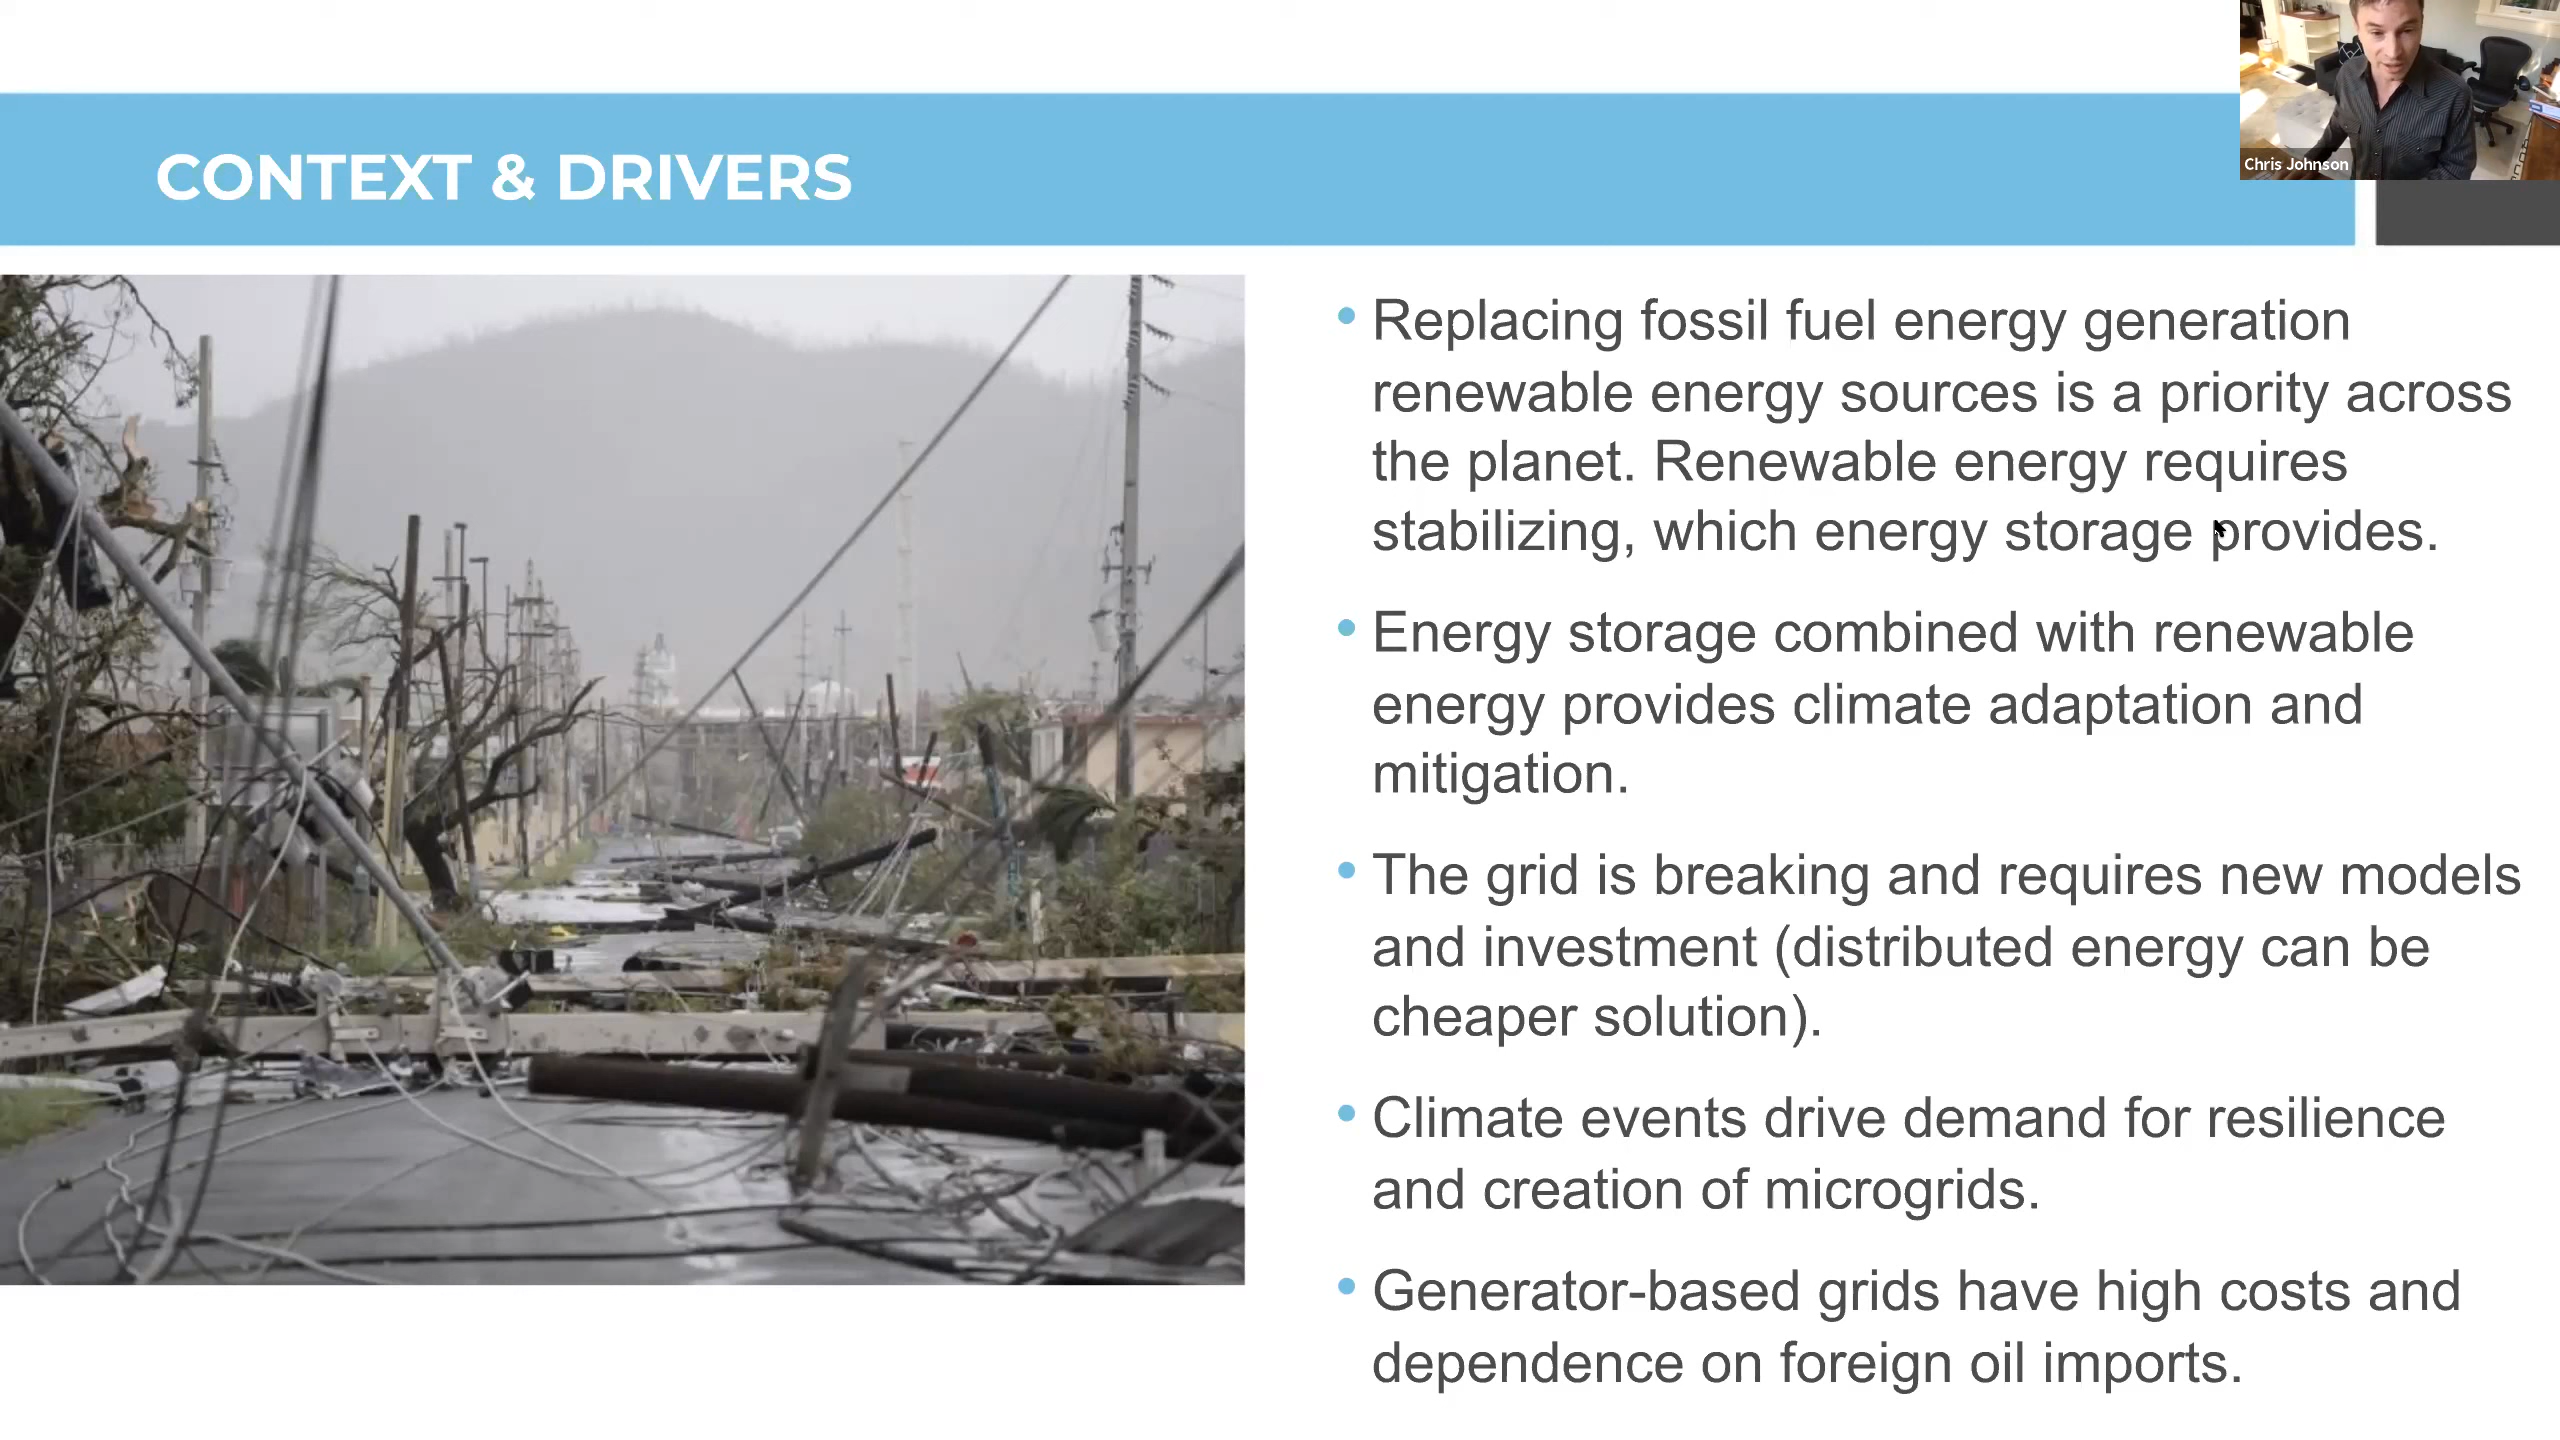 Chris Johnson
CONTEXT & DRIVERS
• Replacing fossil fuel energy generation
renewable energy sources is a priority across
the planet. Renewable energy requires
stabilizing, which energy storage provides.
• Energy storage combined with renewable
energy provides climate adaptation and
mitigation.
• The grid is breaking and requires new models
and investment (distributed energy can be
cheaper solution).
• Climate events drive demand for resilience
and creation of microgrids.
• Generator-based grids have high costs and
dependence on foreign oil imports.